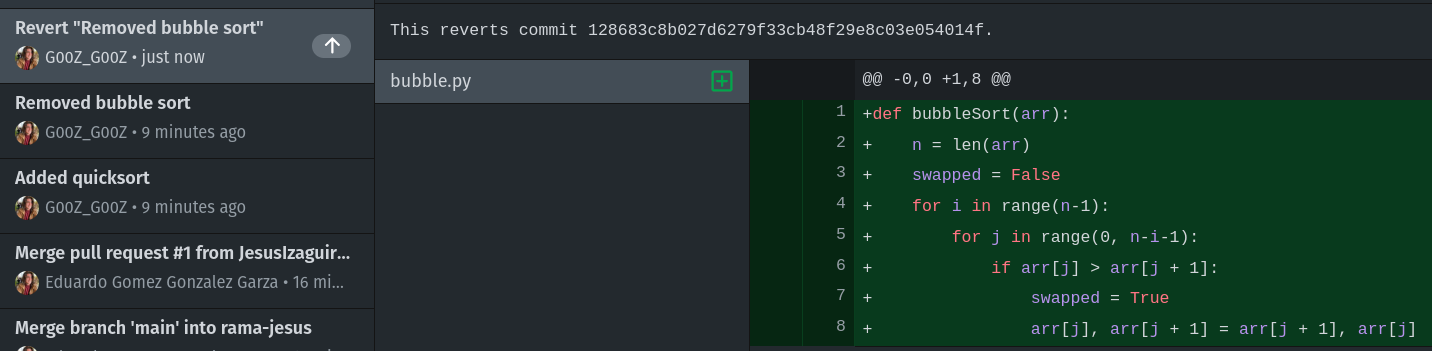 Revert "Removed bubble sort"
G00Z_G00Z • just now
Removed bubble sort
G00Z_G00Z • 9 minutes ago
Added quicksort
G00Z_G00Z • 9 minutes ago
Merge pull request #1 from JesusIzaguir...
Eduardo Gomez Gonzalez Garza • 16 mi...
Merge branch 'main' into rama-jesus
This reverts commit 128683c8b027d6279f33cb48f29e8c03e054014f.
bubble.py
@@ -0,0 +1,8 @@
1 +def bubbleSort(arr):
2 +    n = len(arr)
3 +    swapped = False
4 +    for i in range(n-1):
5 +        for j in range(0, n-i-1):
6 +            if arr[j] > arr[j + 1]:
7 +                swapped = True
8 +                arr[j], arr[j + 1] = arr[j + 1], arr[j]